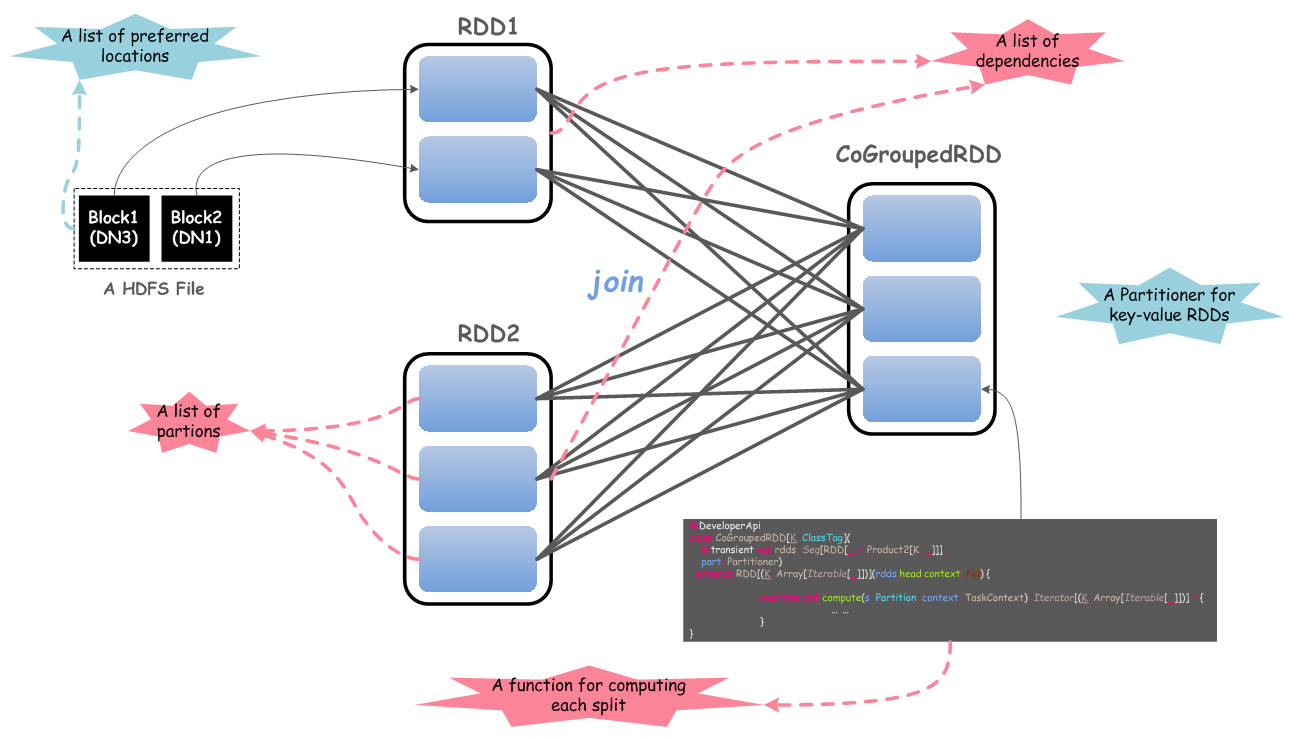 A list of preferred
locations
RDD1
A list of
dependencies
CoGroupedRDD
Block1
(DN3)
Block2
(DN1)
A HDFS File
join
A Partitioner for
key-value RDDs
RDD2
A list of
partions
@DeveloperApi
class CoGroupedRDD[K ClassTag](
@transient var rdds Seq[RDD[_ <: Product2[K _]]]
part Partitioner)
extends RDD[(K Array[Iterable[_]])](rdds head context Nil) {
override def compute(s Partition context TaskContext) Iterator[(K Array[Iterable[_]])] = {
... ...
}
}
A function for computing
each split